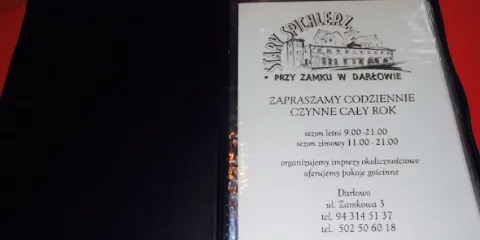 STARY SPICHLERZ
• PRZY ZAMKU W DARŁOWIE •
ZAPRASZAMY CODZIENNIE
CZYNNE CAŁY ROK
sezon letni 9.00-21.00
sezon zimowy 11.00-21.00
organizujemy imprezy okolicznościowe
oferujemy pokoje gościnne
Darłowo
ul. Zamkowa 3
tel. 94 314 51 37
tel. 502 50 60 18